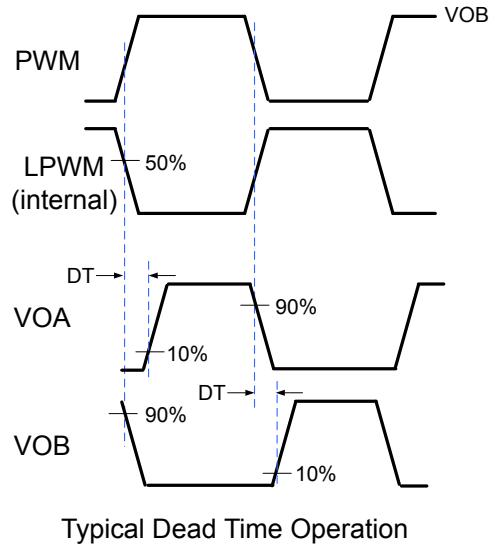 VOB
PWM
LPWM
(internal)
50%
DT
VOA
90%
10%
DT
VOB
90%
10%
Typical Dead Time Operation